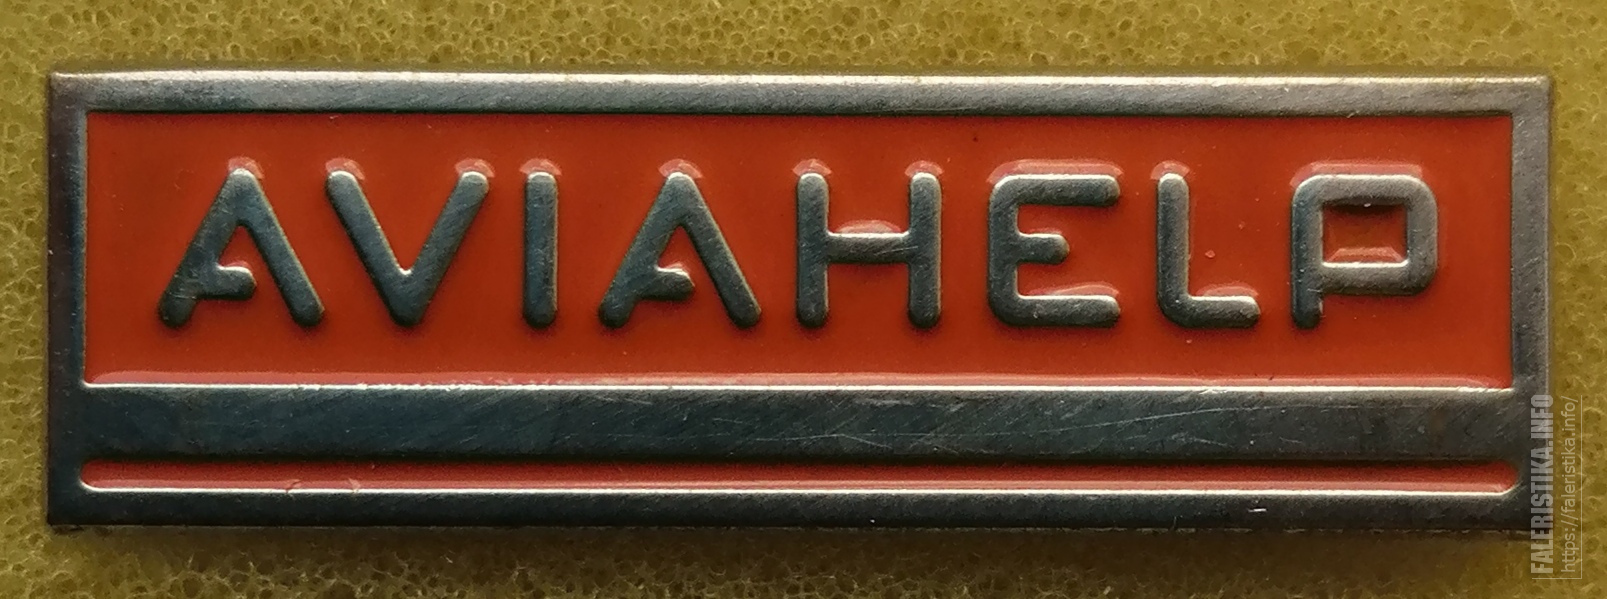 AVIAHELP
FALERISTIKA.INFO
https://faleristika.info/